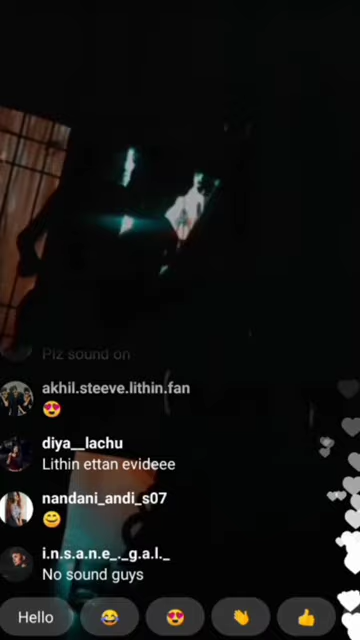 Plz sound on
akhil.steeve.lithin.fan
😍
diya__lachu
Lithin ettan evideee
nandani_andi_s07
😊
i.n.s.a.n.e_._g.a.l._
No sound guys
Hello 😂 😍 👏 👍